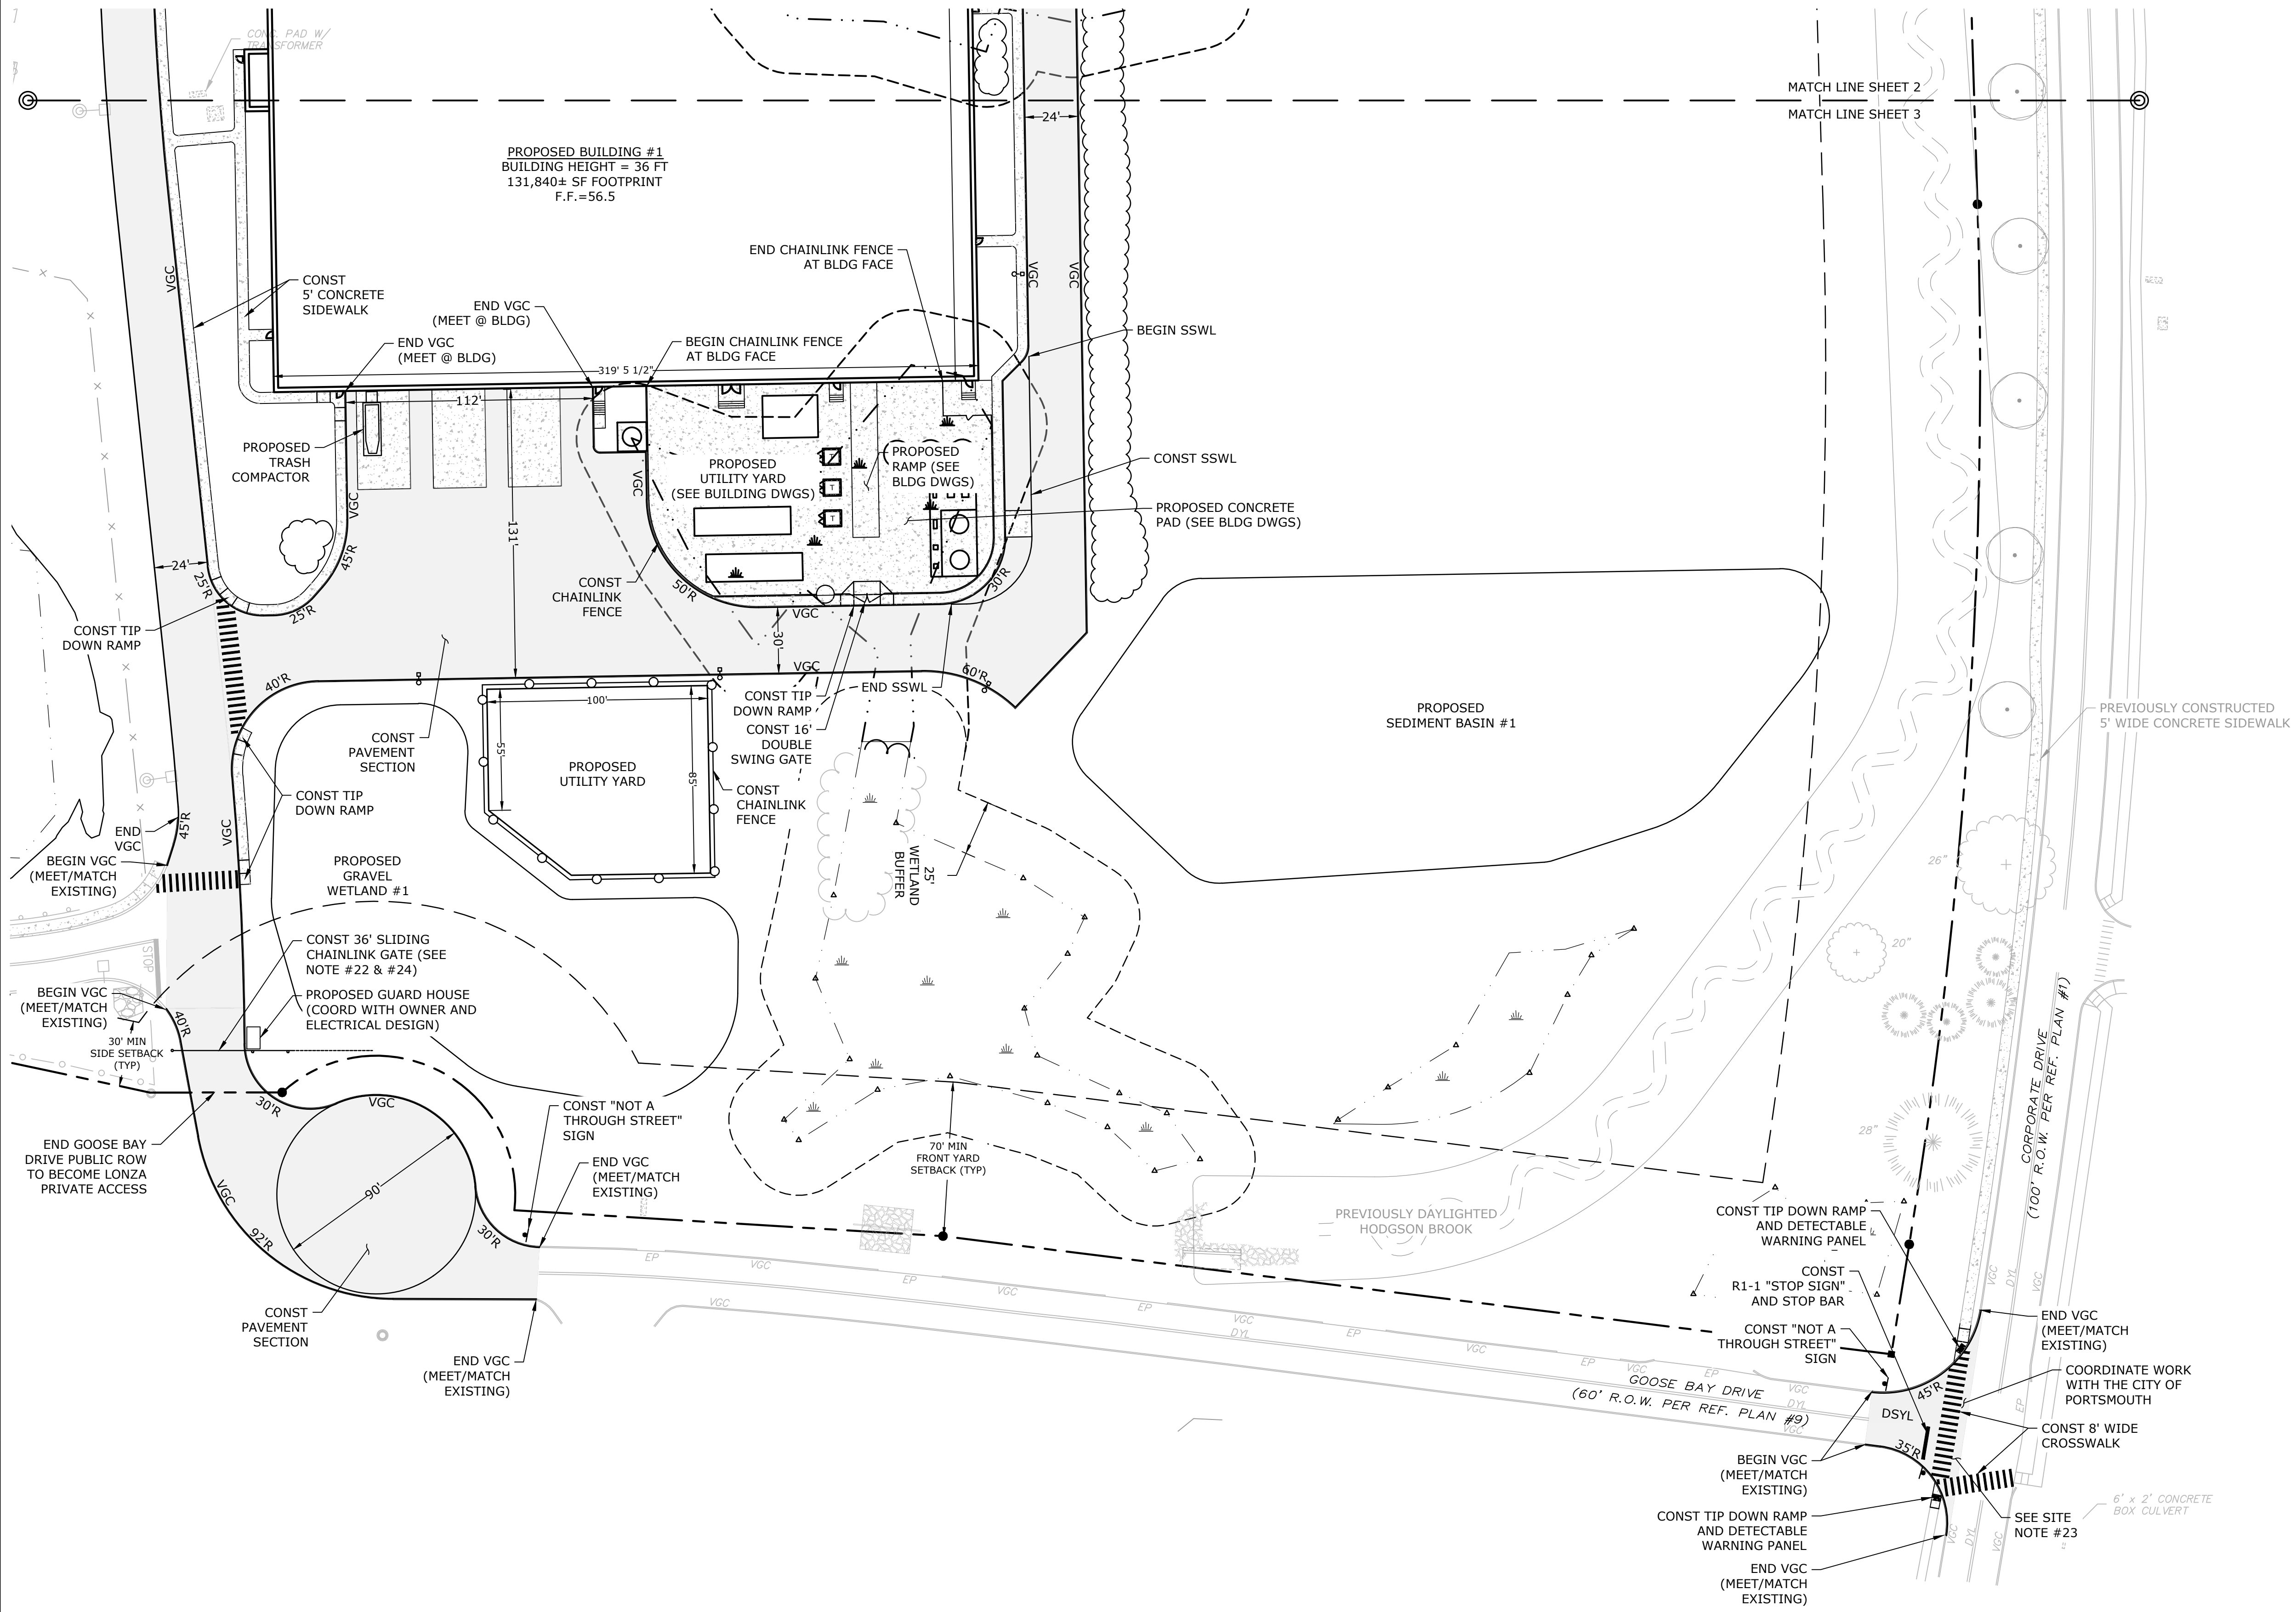 CONC. PAD W/
TRANSFORMER
MATCH LINE SHEET 2
MATCH LINE SHEET 3
24'
PROPOSED BUILDING #1
BUILDING HEIGHT = 36 FT
131,840± SF FOOTPRINT
F.F.=56.5
END CHAINLINK FENCE
AT BLDG FACE
VGC
VGC
VGC
CONST
5' CONCRETE
SIDEWALK
END VGC
(MEET @ BLDG)
END VGC
(MEET @ BLDG)
BEGIN CHAINLINK FENCE
AT BLDG FACE
BEGIN SSWL
319' 5 1/2"
112'
PROPOSED
TRASH
COMPACTOR
VGC
131'
VGC
PROPOSED
UTILITY YARD
(SEE BUILDING DWGS)
T
T
T
PROPOSED
RAMP (SEE
BLDG DWGS)
CONST SSWL
PROPOSED CONCRETE
PAD (SEE BLDG DWGS)
24'
25'R
25'R
45'R
CONST
CHAINLINK
FENCE
50'R
30'R
VGC
30'
CONST TIP
DOWN RAMP
40'R
VGC
60'R
END SSWL
CONST TIP
DOWN RAMP
CONST 16'
DOUBLE
SWING GATE
100'
55'
85'
PROPOSED
UTILITY YARD
CONST
PAVEMENT
SECTION
CONST TIP
DOWN RAMP
CONST
CHAINLINK
FENCE
PROPOSED
SEDIMENT BASIN #1
PREVIOUSLY CONSTRUCTED
5' WIDE CONCRETE SIDEWALK
END
VGC
45'R
VGC
BEGIN VGC
(MEET/MATCH
EXISTING)
PROPOSED
GRAVEL
WETLAND #1
25'
WETLAND
BUFFER
26"
20"
STOP
CONST 36' SLIDING
CHAINLINK GATE (SEE
NOTE #22 & #24)
BEGIN VGC
(MEET/MATCH
EXISTING)
PROPOSED GUARD HOUSE
(COORD WITH OWNER AND
ELECTRICAL DESIGN)
40'R
30' MIN
SIDE SETBACK
(TYP)
CORPORATE DRIVE
(100' R.O.W. PER REF. PLAN #1)
28"
30'R
VGC
CONST "NOT A
THROUGH STREET"
SIGN
END GOOSE BAY
DRIVE PUBLIC ROW
TO BECOME LONZA
PRIVATE ACCESS
END VGC
(MEET/MATCH
EXISTING)
70' MIN
FRONT YARD
SETBACK (TYP)
VGC
90'
92'R
30'R
PREVIOUSLY DAYLIGHTED
HODGSON BROOK
CONST TIP DOWN RAMP
AND DETECTABLE
WARNING PANEL
CONST
R1-1 "STOP SIGN"
AND STOP BAR
CONST "NOT A
THROUGH STREET"
SIGN
VGC
DYL
VGC
EP
VGC
EP
VGC
EP
VGC
EP
VGC
EP
VGC
EP
VGC
VGC
DYL
CONST
PAVEMENT
SECTION
END VGC
(MEET/MATCH
EXISTING)
END VGC
(MEET/MATCH
EXISTING)
COORDINATE WORK
WITH THE CITY OF
PORTSMOUTH
GOOSE BAY DRIVE
(60' R.O.W. PER REF. PLAN #9)
VGC
DYL
VGC
45'R
DSYL
35'R
EP
CONST 8' WIDE
CROSSWALK
BEGIN VGC
(MEET/MATCH
EXISTING)
6' x 2' CONCRETE
BOX CULVERT
CONST TIP DOWN RAMP
AND DETECTABLE
WARNING PANEL
SEE SITE
NOTE #23
VGC
DYL
VGC
END VGC
(MEET/MATCH
EXISTING)